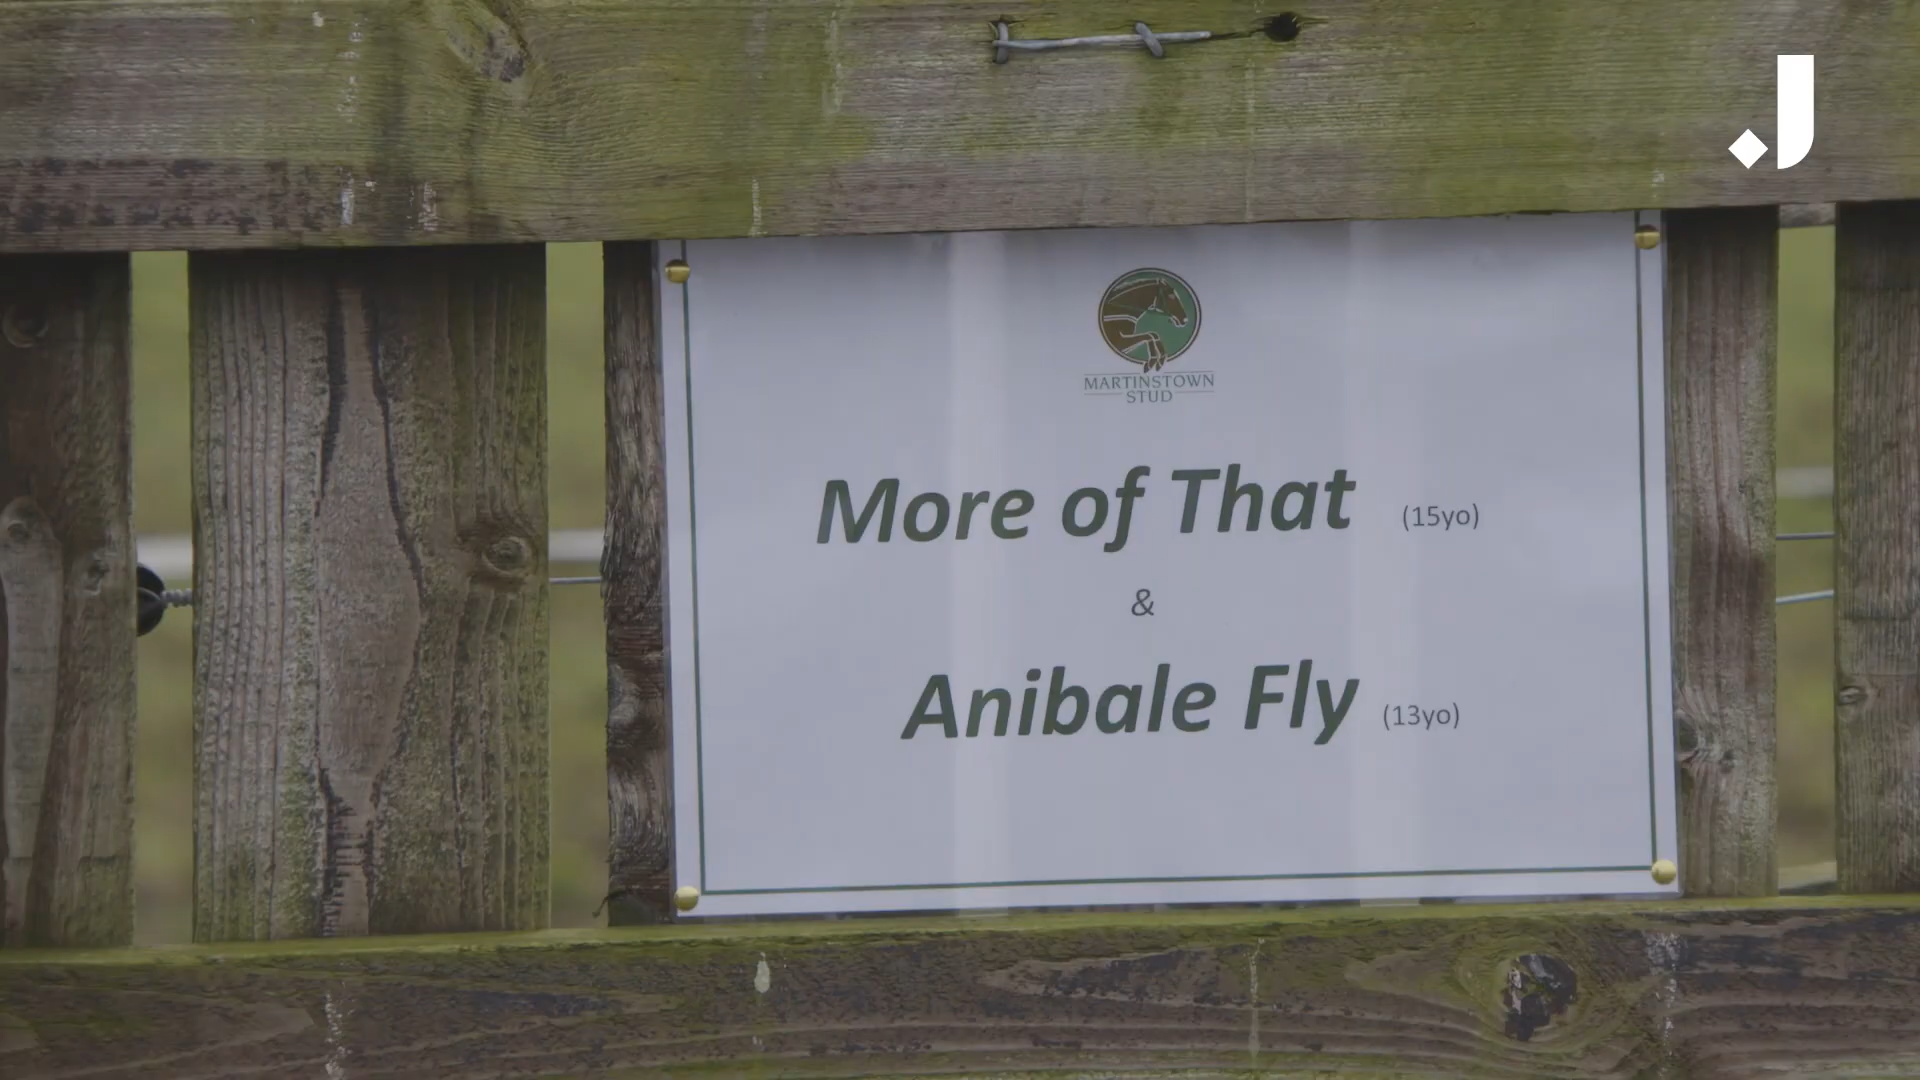 J
MARTINSTOWN
STUD
More of That (15yo)
&
Anibale Fly (13yo)